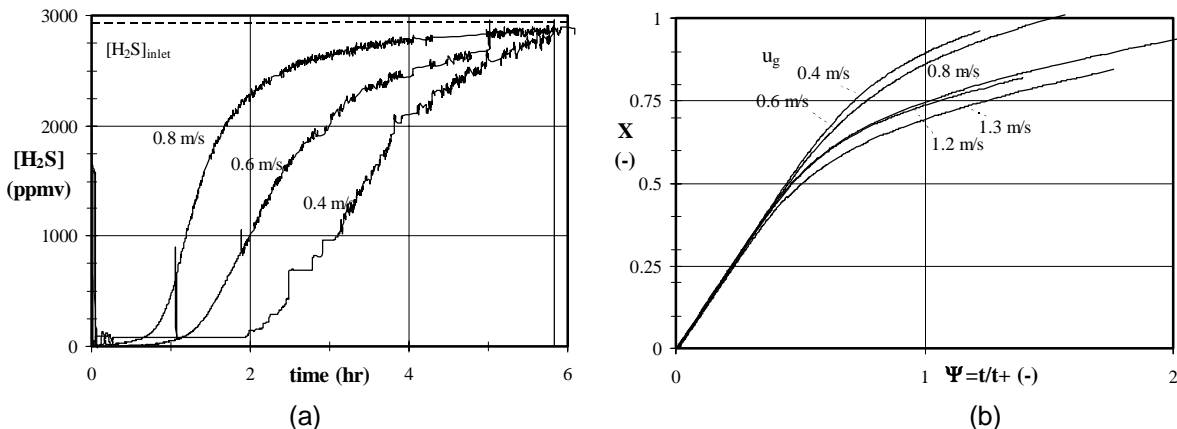 3000
[H2S]inlet
2000
0.8 m/s
[H2S]
0.6 m/s
(ppmv)
0.4 m/s
1000
0
0
2
time (hr)
4
6
(a)
1
ug
0.4 m/s
0.8 m/s
0.6 m/s
0.75
X
1.3 m/s
(-)
1.2 m/s
0.5
0.25
0
0
1
Ψ=t/t+ (-)
2
(b)